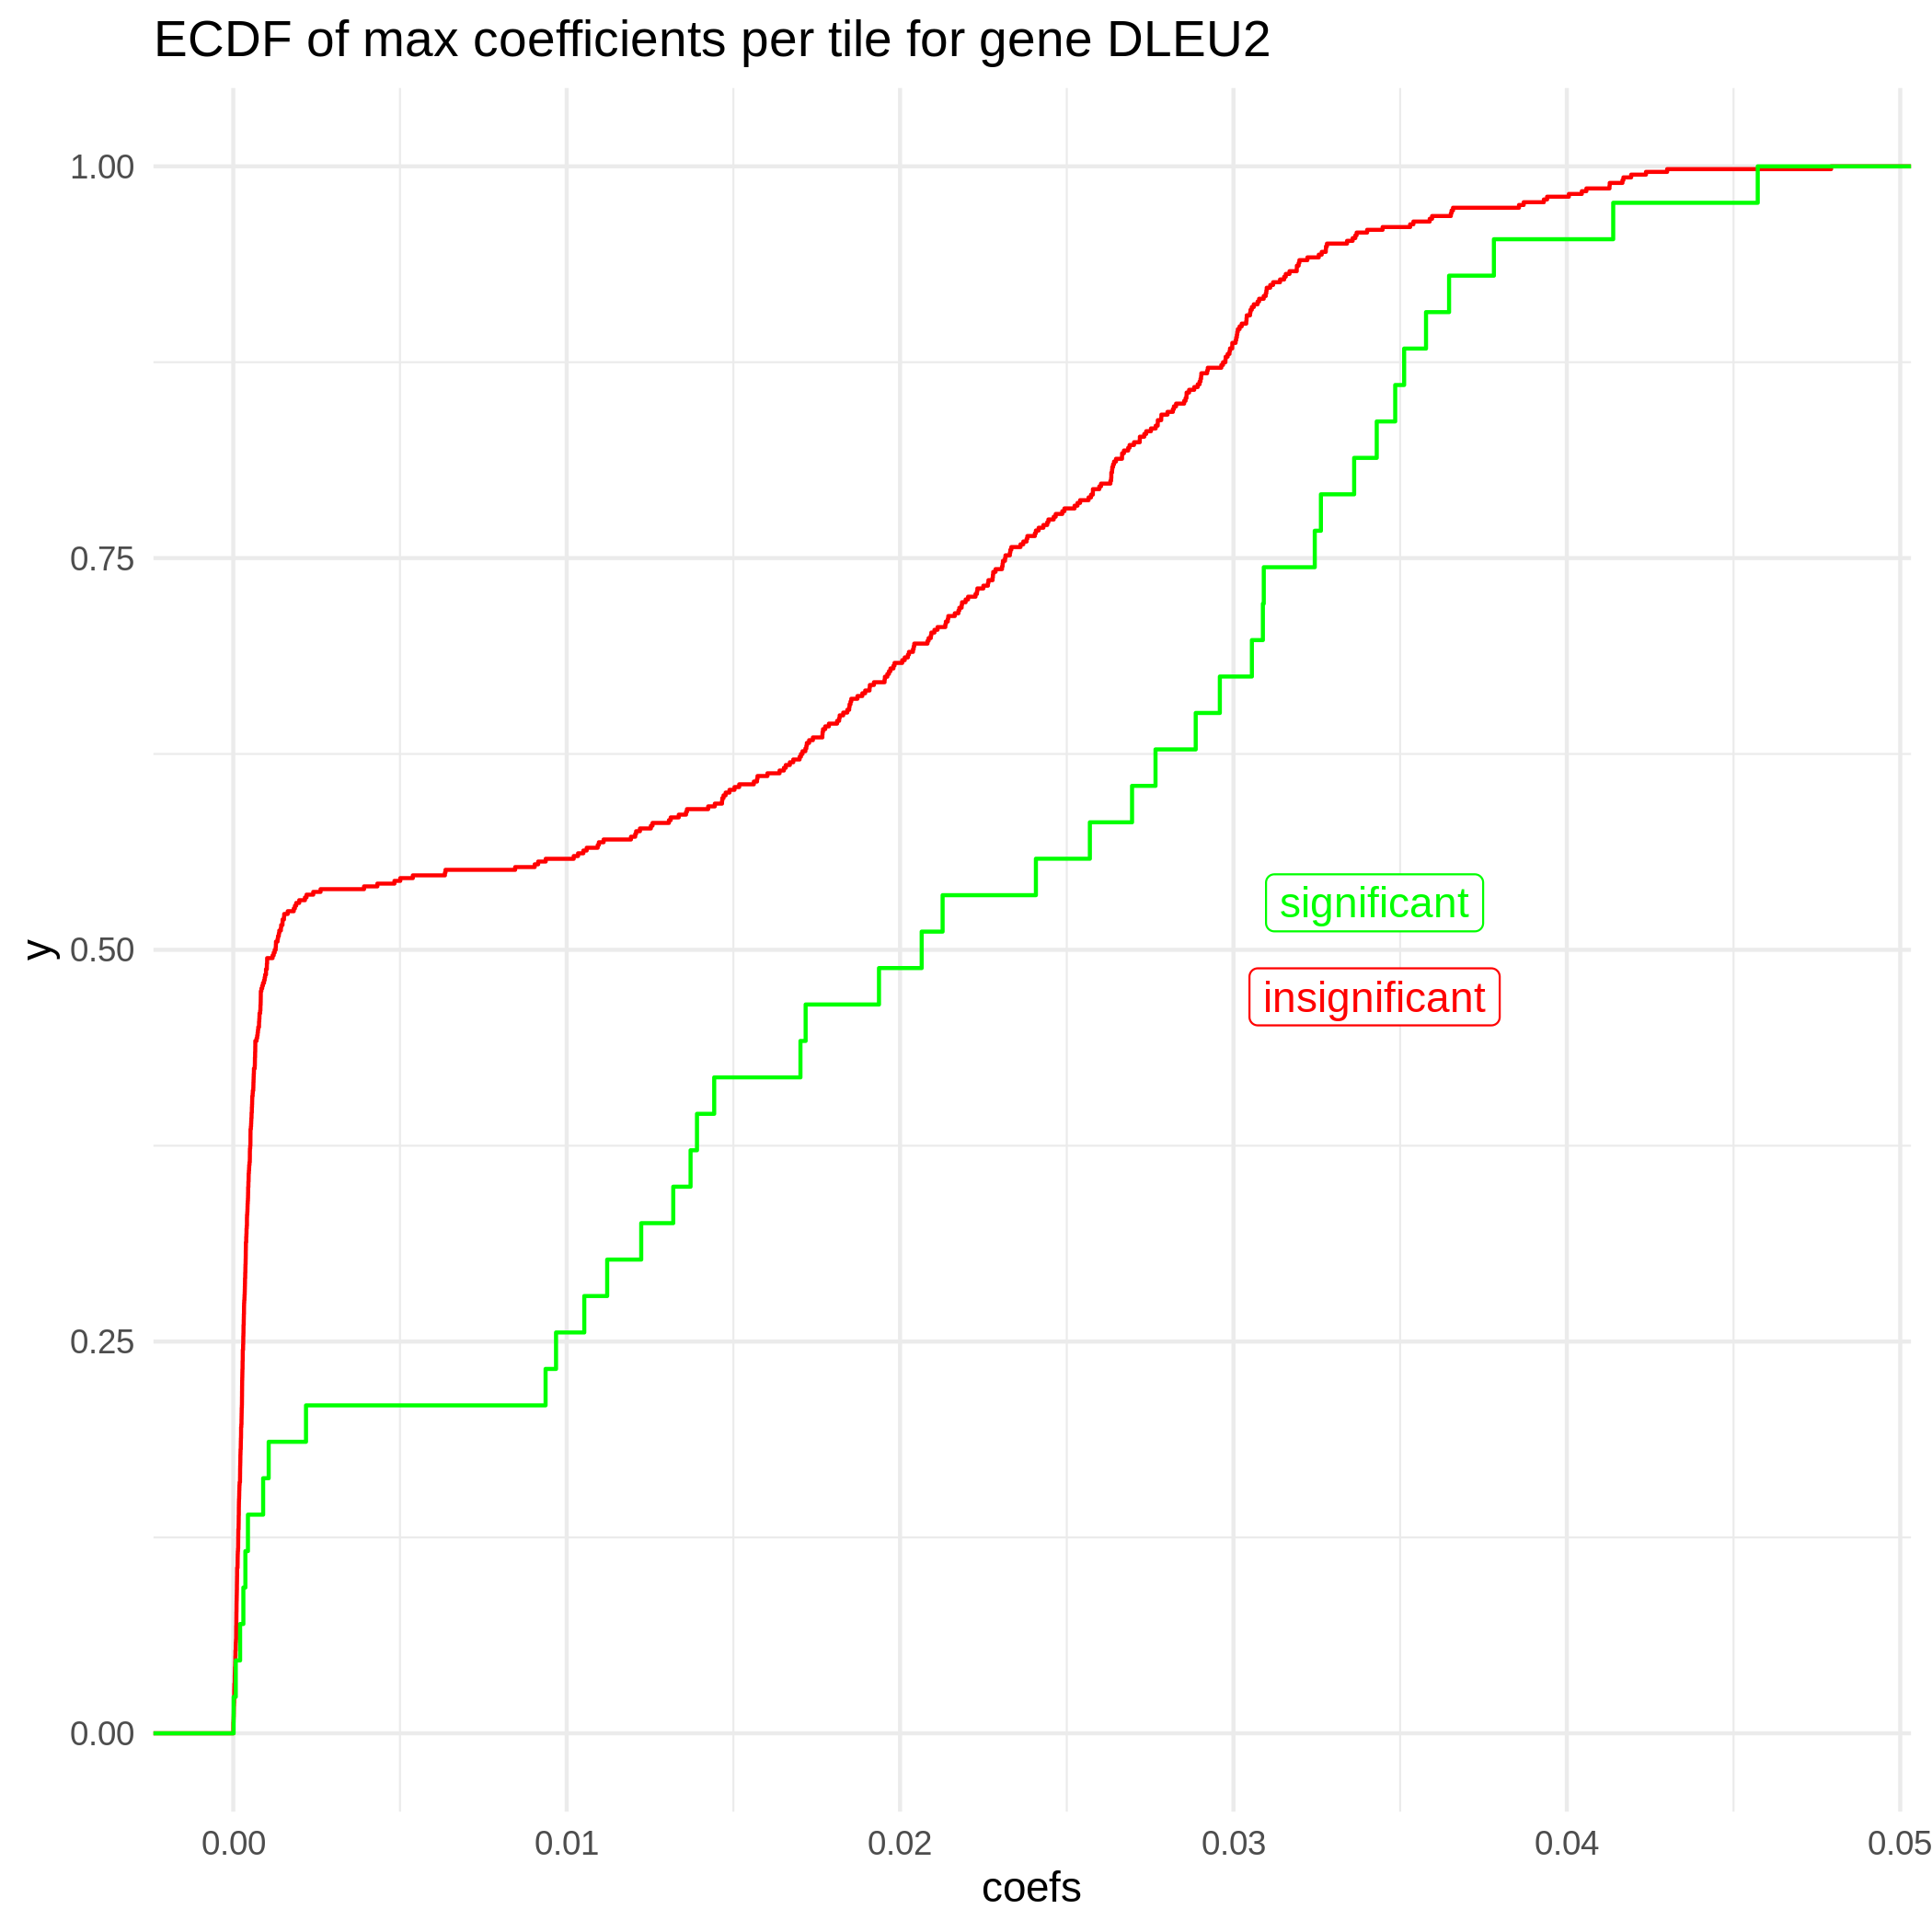 ECDF of max coefficients per tile for gene DLEU2
1.00
0.75
0.50
0.25
0.00
y
significant
insignificant
0.00 0.01 0.02 0.03 0.04 0.05
coefs